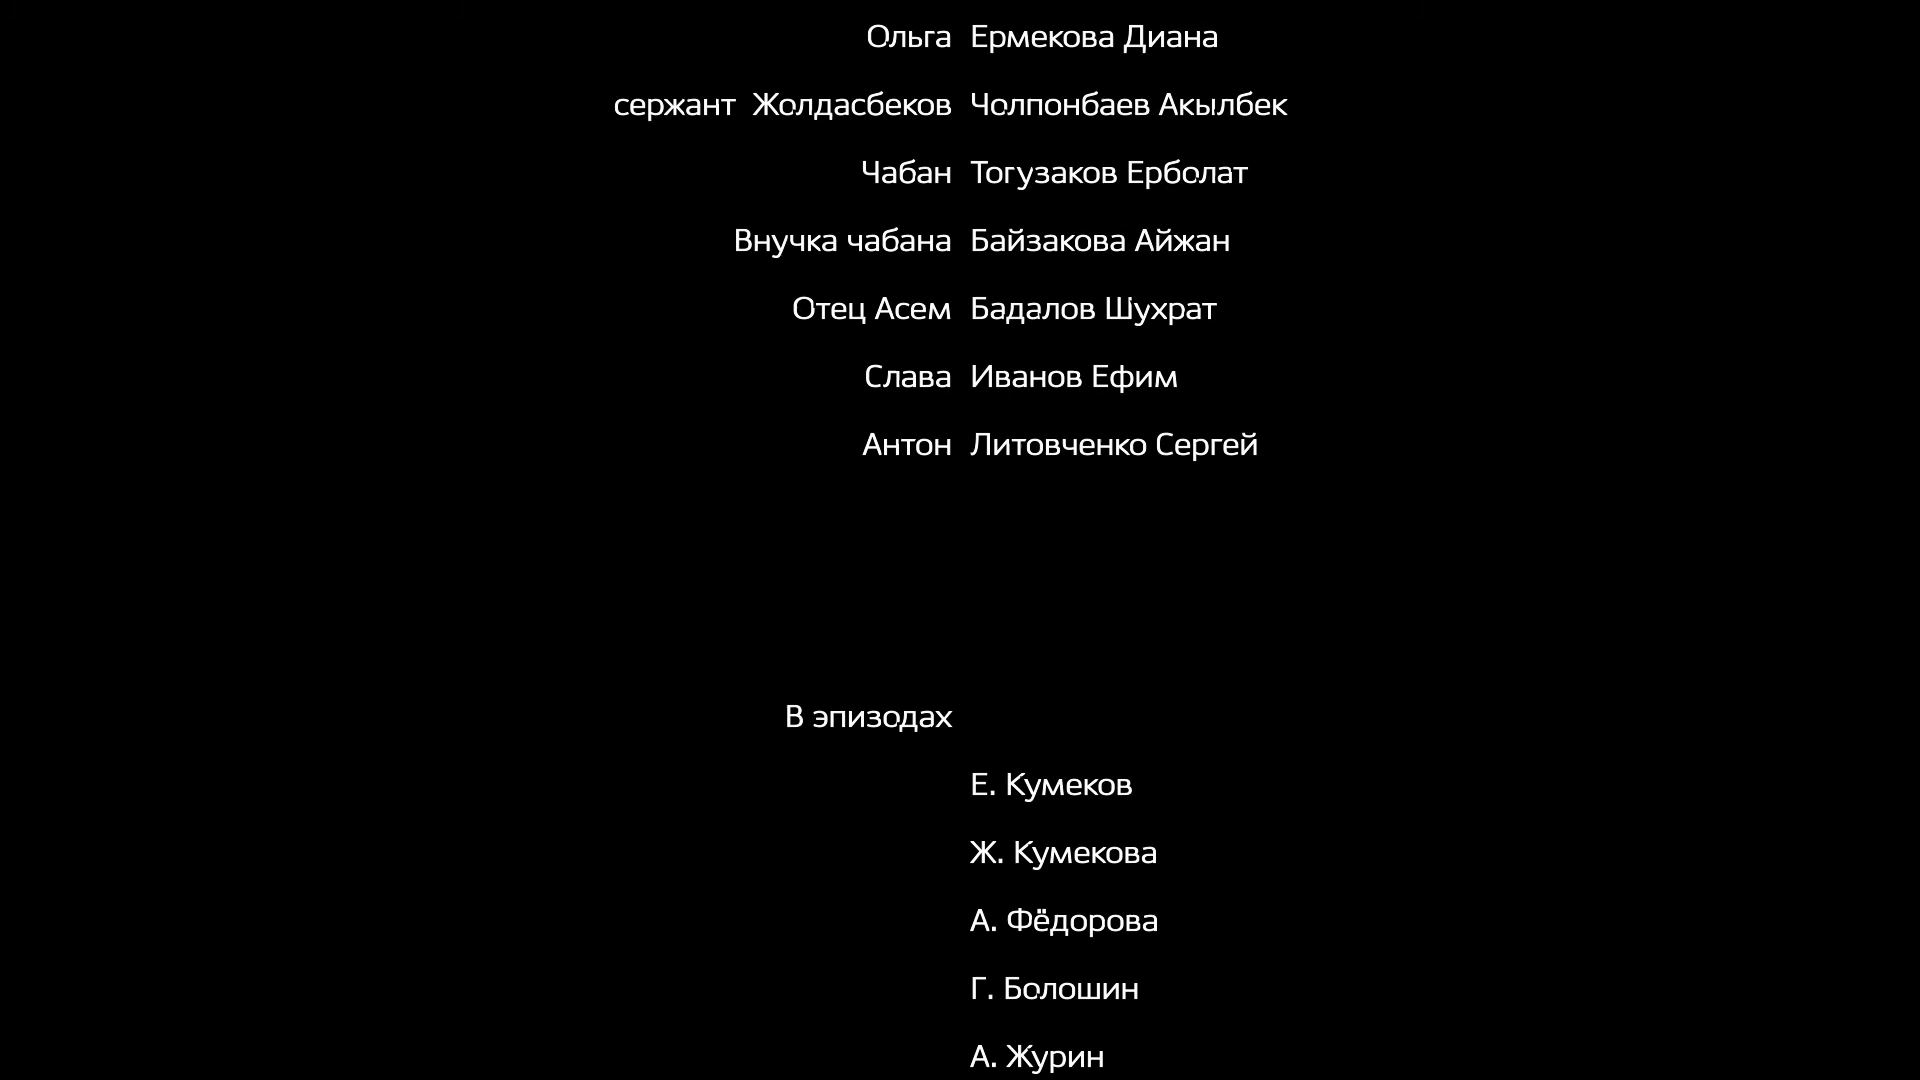 Ольга Ермекова Диана
сержант Жолдасбеков Чолпонбаев Акылбек
Чабан Тогузаков Ерболат
Внучка чабана Байзакова Айжан
Отец Асем Бадалов Шухрат
Слава Иванов Ефим
Антон Литовченко Сергей
В эпизодах
Е. Кумеков
Ж. Кумекова
А. Фёдорова
Г. Болошин
А. Журин